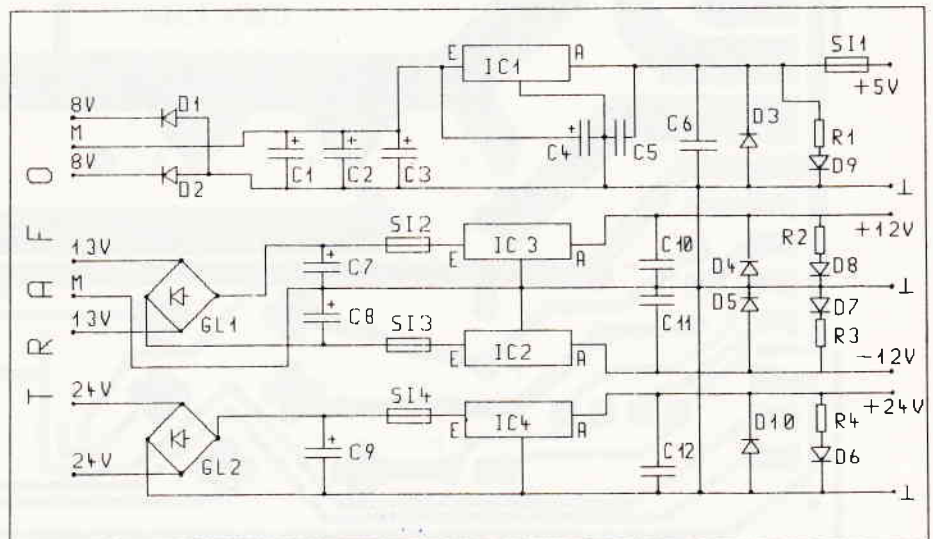 TRAFO
8V
M
8V
D1
D2
C1
C2
C3
E
IC1
A
C4
C5
C6
D3
SI1
+5V
R1
D9
⊥
13V
M
13V
GL1
SI2
C7
C8
SI3
E
IC3
A
E
IC2
A
C10
C11
D4
D5
R2
D8
D7
R3
+12V
⊥
-12V
24V
24V
GL2
SI4
C9
E
IC4
A
C12
D10
R4
D6
+24V
⊥